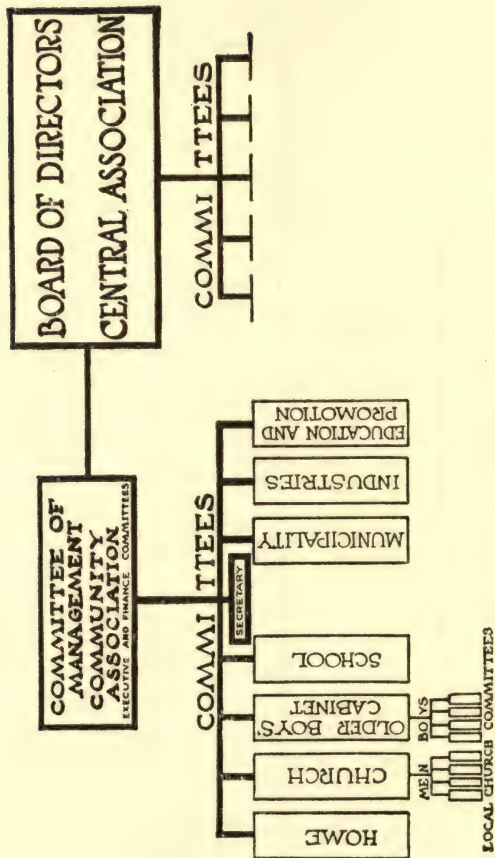 BOARD OF DIRECTORS
CENTRAL ASSOCIATION
COMMITTEES
COMMITTEE OF
MANAGEMENT
COMMUNITY
ASSOCIATION
EXECUTIVE AND FINANCE COMMITTEES
COMMITTEES
SECRETARY
HOME
CHURCH
OLDER BOYS'
CABINET
SCHOOL
MUNICIPALITY
INDUSTRIES
EDUCATION AND
PROMOTION
MEN
BOYS
LOCAL CHURCH COMMITTEES